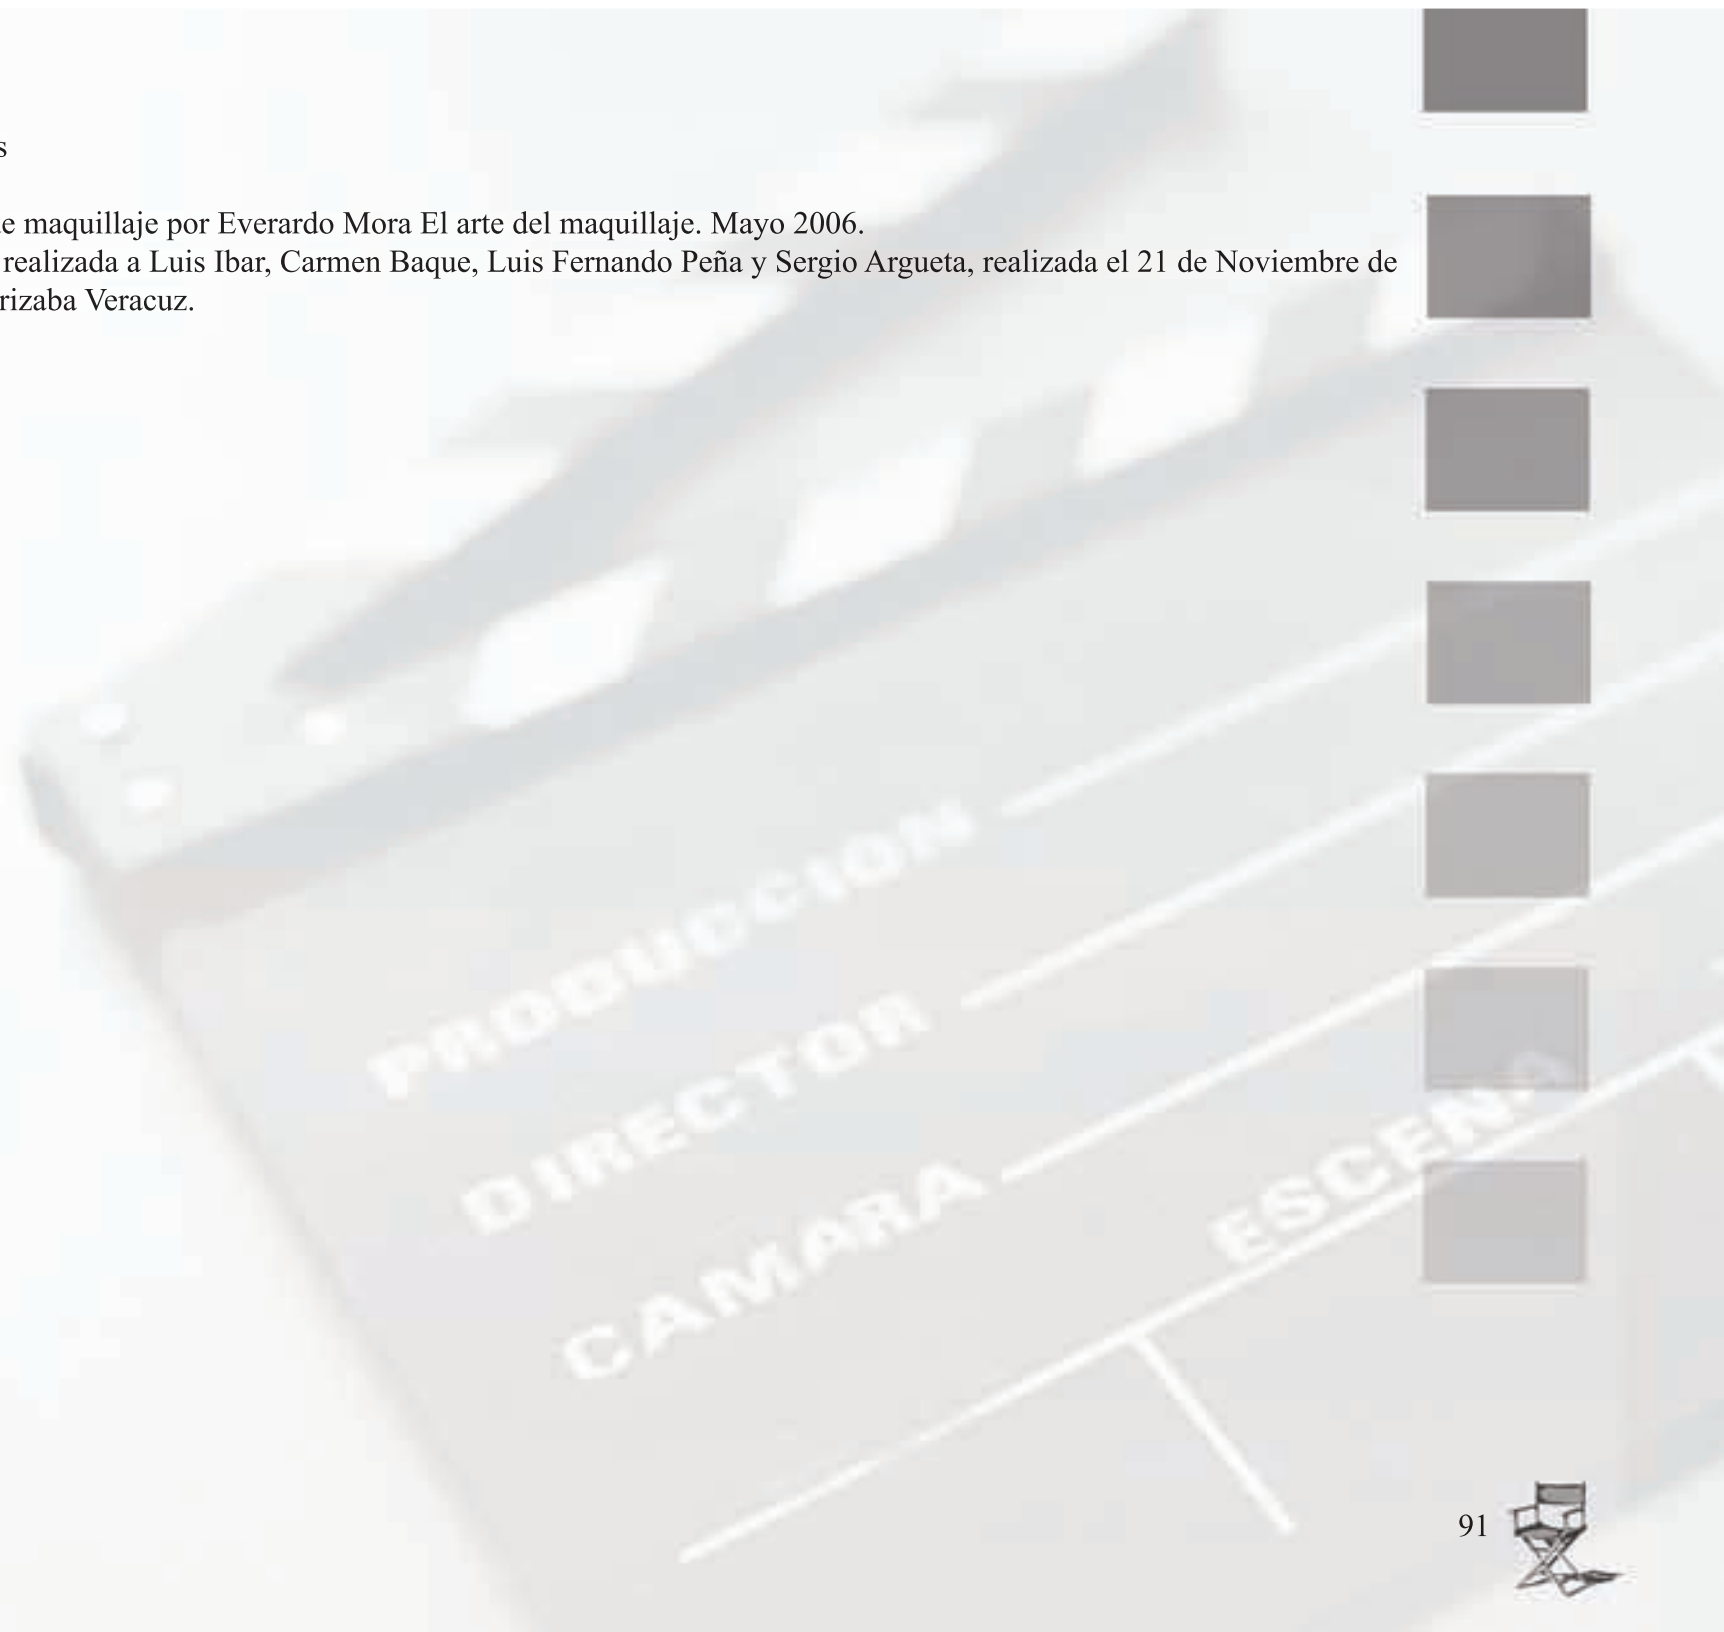 s
e maquillaje por Everardo Mora El arte del maquillaje. Mayo 2006.
realizada a Luis Ibar, Carmen Baque, Luis Fernando Peña y Sergio Argueta, realizada el 21 de Noviembre de
rizaba Veracuz.
PRODUCCION
DIRECTOR
CAMARA
ESCENA
91